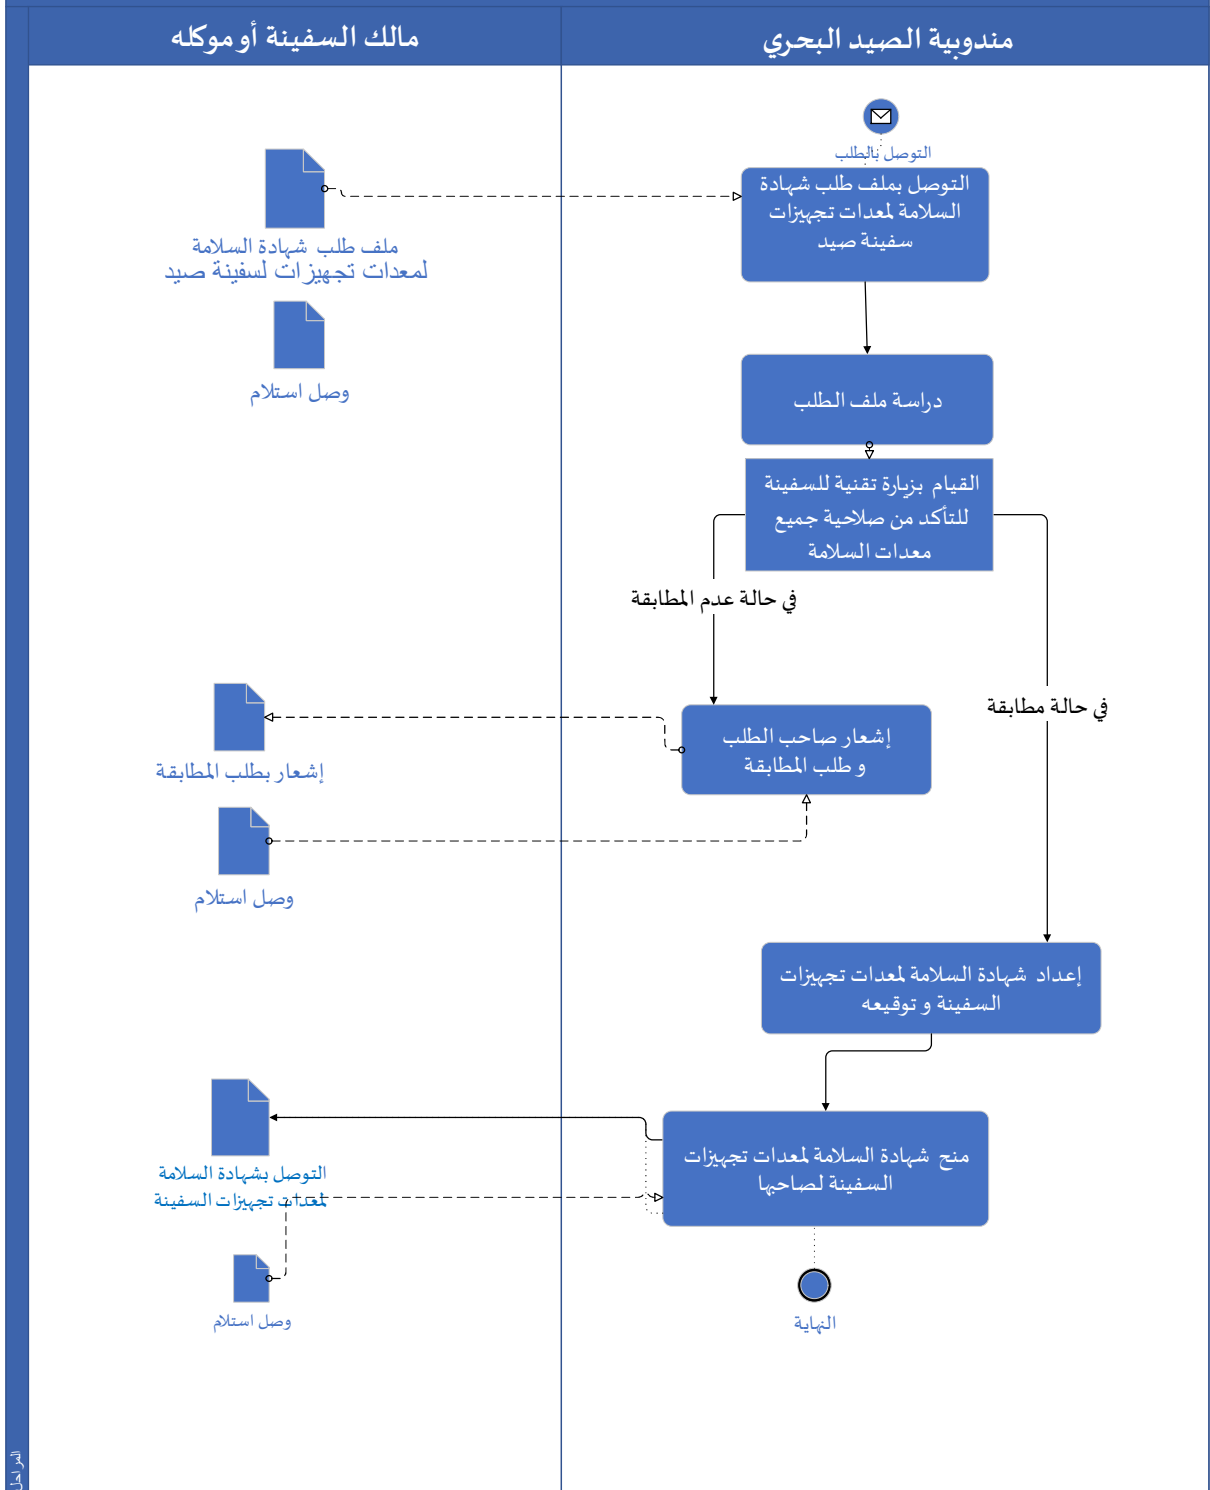 مندوبية الصيد البحري
مالك السفينة أو موكله
التوصل بالطلب
التوصل بملف طلب شهادة
السلامة لمعدات تجهيزات
سفينة صيد
ملف طلب شهادة السلامة
لمعدات تجهيزات لسفينة صيد
وصل استلام
دراسة ملف الطلب
القيام بزيارة تقنية للسفينة
للتأكد من صلاحية جميع
معدات السلامة
في حالة عدم المطابقة
في حالة مطابقة
إشعار صاحب الطلب
و طلب المطابقة
إشعار بطلب المطابقة
وصل استلام
إعداد شهادة السلامة لمعدات تجهيزات
السفينة و توقيعه
منح شهادة السلامة لمعدات تجهيزات
السفينة لصاحبها
التوصل بشهادة السلامة
لمعدات تجهيزات السفينة
وصل استلام
النهاية
المراحل